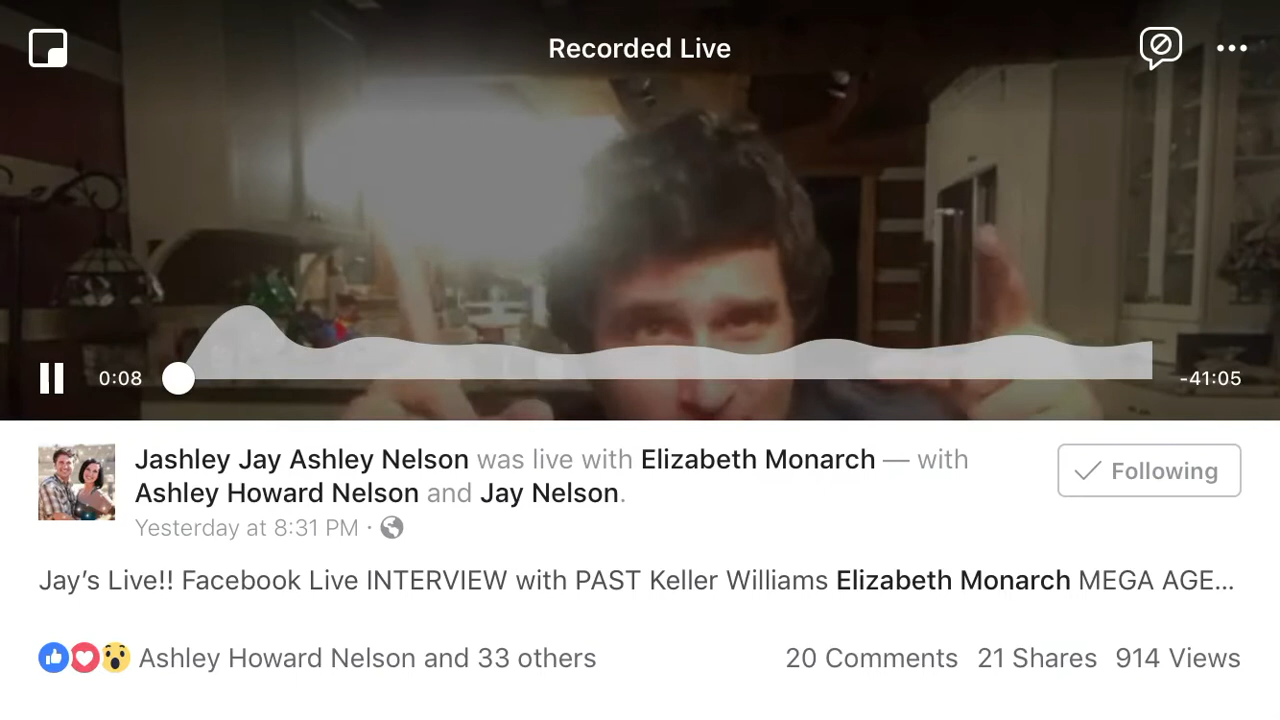 Recorded Live
0:08
-41:05
Jashley Jay Ashley Nelson was live with Elizabeth Monarch — with
Ashley Howard Nelson and Jay Nelson.
Following
Yesterday at 8:31 PM ·
Jay’s Live!! Facebook Live INTERVIEW with PAST Keller Williams Elizabeth Monarch MEGA AGE...
Ashley Howard Nelson and 33 others
20 Comments 21 Shares 914 Views